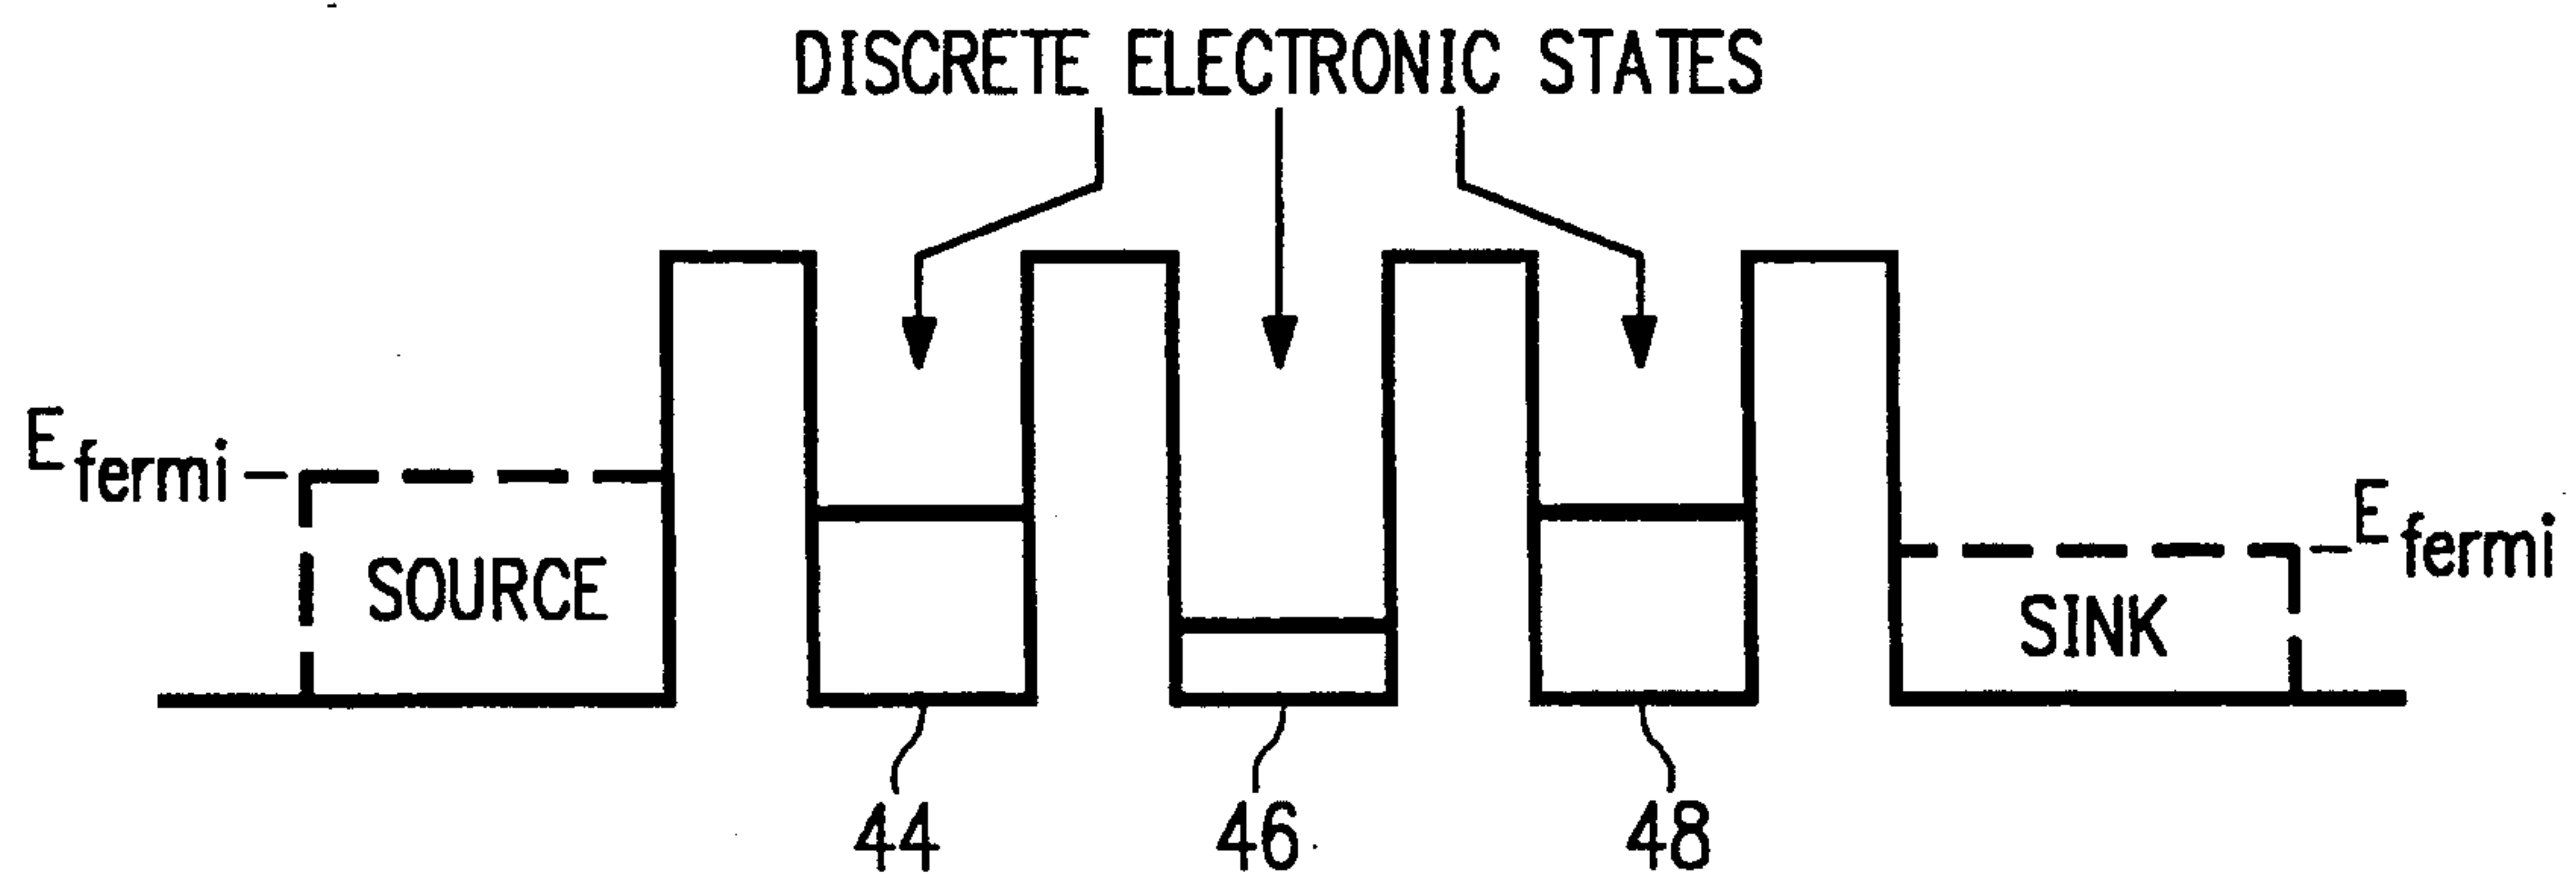 DISCRETE ELECTRONIC STATES
E fermi
E fermi
SOURCE
SINK
44 46 48